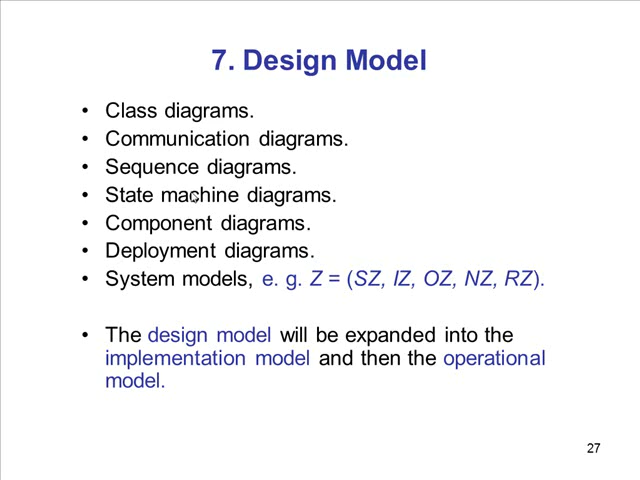 7. Design Model
• Class diagrams.
• Communication diagrams.
• Sequence diagrams.
• State machine diagrams.
• Component diagrams.
• Deployment diagrams.
• System models, e. g. Z = (SZ, IZ, OZ, NZ, RZ).
• The design model will be expanded into the
implementation model and then the operational
model.
27